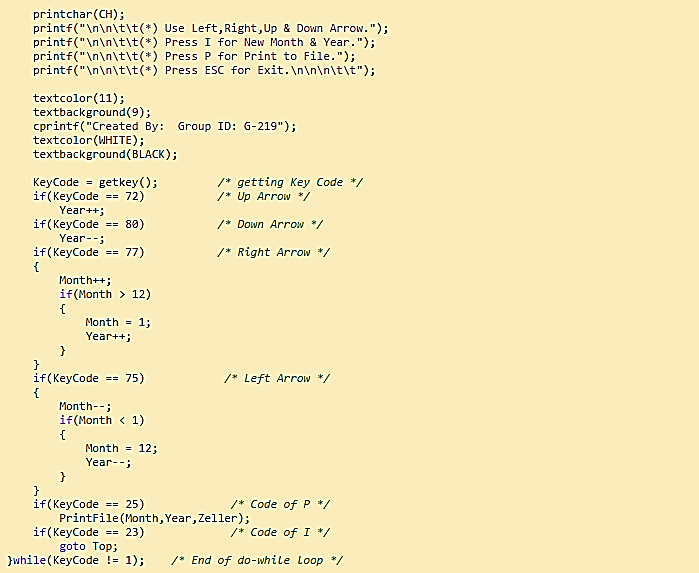 printchar(CH);
printf("\n\n\t\t(*) Use Left,Right,Up & Down Arrow.");
printf("\n\n\t\t(*) Press I for New Month & Year.");
printf("\n\n\t\t(*) Press P for Print to File.");
printf("\n\n\t\t(*) Press ESC for Exit.\n\n\n\t\t");
textcolor(11);
textbackground(9);
cprintf("Created By:  Group ID: G-219");
textcolor(WHITE);
textbackground(BLACK);
KeyCode = getkey();         /* getting Key Code */
if(KeyCode == 72)           /* Up Arrow */
    Year++;
if(KeyCode == 80)           /* Down Arrow */
    Year--;
if(KeyCode == 77)           /* Right Arrow */
{
    Month++;
    if(Month > 12)
    {
        Month = 1;
        Year++;
    }
}
if(KeyCode == 75)            /* Left Arrow */
{
    Month--;
    if(Month < 1)
    {
        Month = 12;
        Year--;
    }
}
if(KeyCode == 25)             /* Code of P */
    PrintFile(Month,Year,Zeller);
if(KeyCode == 23)             /* Code of I */
    goto Top;
}while(KeyCode != 1);    /* End of do-while loop */